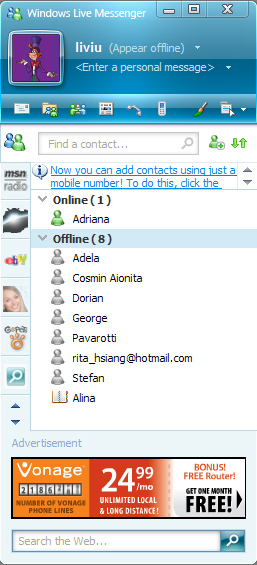 Windows Live Messenger
liviu (Appear offline)
<Enter a personal message>
Find a contact...
msn
radio
Now you can add contacts using just a
mobile number! To do this, click the
Online ( 1 )
Adriana
Offline ( 8 )
Adela
Cosmin Aionita
Dorian
ebY
George
Pavarotti
rita_hsiang@hotmail.com
Stefan
Alina
Advertisement
Vonage
2186241
NUMBER OF VONAGE
PHONE LINES
24.99
/mo
UNLIMITED LOCAL
& LONG DISTANCE!
BONUS!
FREE Router!
GET ONE MONTH
FREE!
Search the Web...